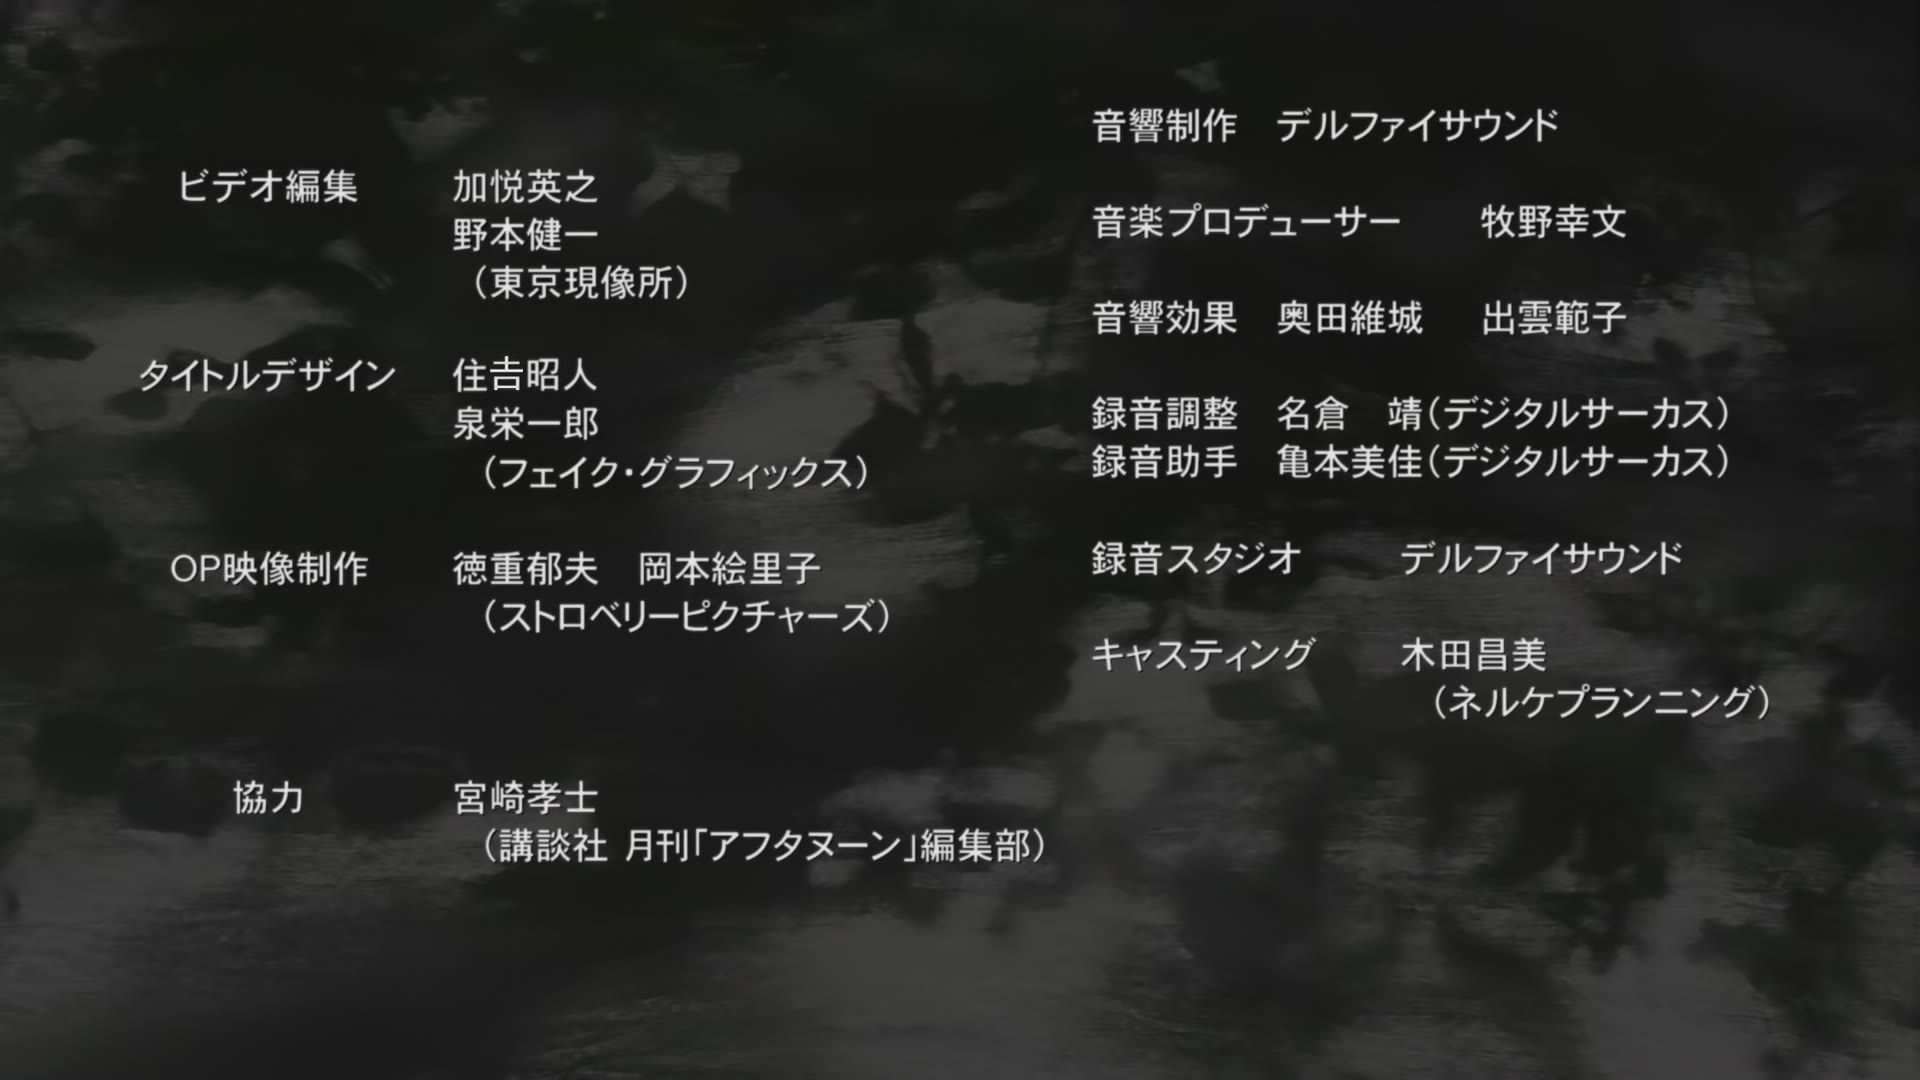 ビデオ編集　加悦英之
野本健一
（東京現像所）
タイトルデザイン　住𠮷昭人
泉栄一郎
（フェイク・グラフィックス）
OP映像制作　徳重郁夫　岡本絵里子
（ストロベリーピクチャーズ）
協力　宮崎孝士
（講談社 月刊「アフタヌーン」編集部）
音響制作　デルファイサウンド
音楽プロデューサー　牧野幸文
音響効果　奥田維城　出雲範子
録音調整　名倉　靖（デジタルサーカス）
録音助手　亀本美佳（デジタルサーカス）
録音スタジオ　デルファイサウンド
キャスティング　木田昌美
（ネルケプランニング）